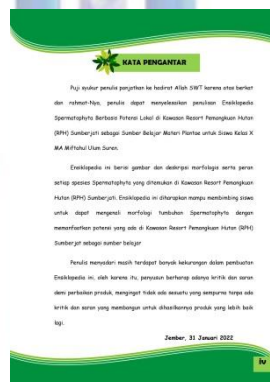 KATA PENGANTAR
Puji syukur penulis panjatkan ke hadirat Allah SWT karena atas berkat
dan rahmat-Nya, penulis dapat menyelesaikan penulisan Ensiklopedia
Spermatophyta Berbasis Potensi Lokal di Kawasan Resort Pemangkuan Hutan
(RPH) Sumberjati sebagai Sumber Belajar Materi Plantae untuk Siswa Kelas X
MA Miftahul Ulum Suren.
Ensiklopedia ini berisi gambar dan deskripsi morfologis serta peran
setiap spesies Spermatophyta yang ditemukan di Kawasan Resort Pemangkuan
Hutan (RPH) Sumberjati. Ensiklopedia ini diharapkan mampu membimbing siswa
untuk dapat mengenali morfologi tumbuhan Spermatophyta dengan
memanfaatkan potensi yang ada di Kawasan Resort Pemangkuan Hutan (RPH)
Sumberjat sebagai sumber belajar
Penulis menyadari masih terdapat banyak kekurangan dalam pembuatan
Ensiklopedia ini, oleh karena itu, penyusun berharap adanya kritik dan saran
demi perbaikan produk, mengingat tidak ada sesuatu yang sempurna tanpa ada
kritik dan saran yang membangun untuk dihasilkannya produk yang lebih baik
lagi.
Jember, 31 Januari 2022
iv